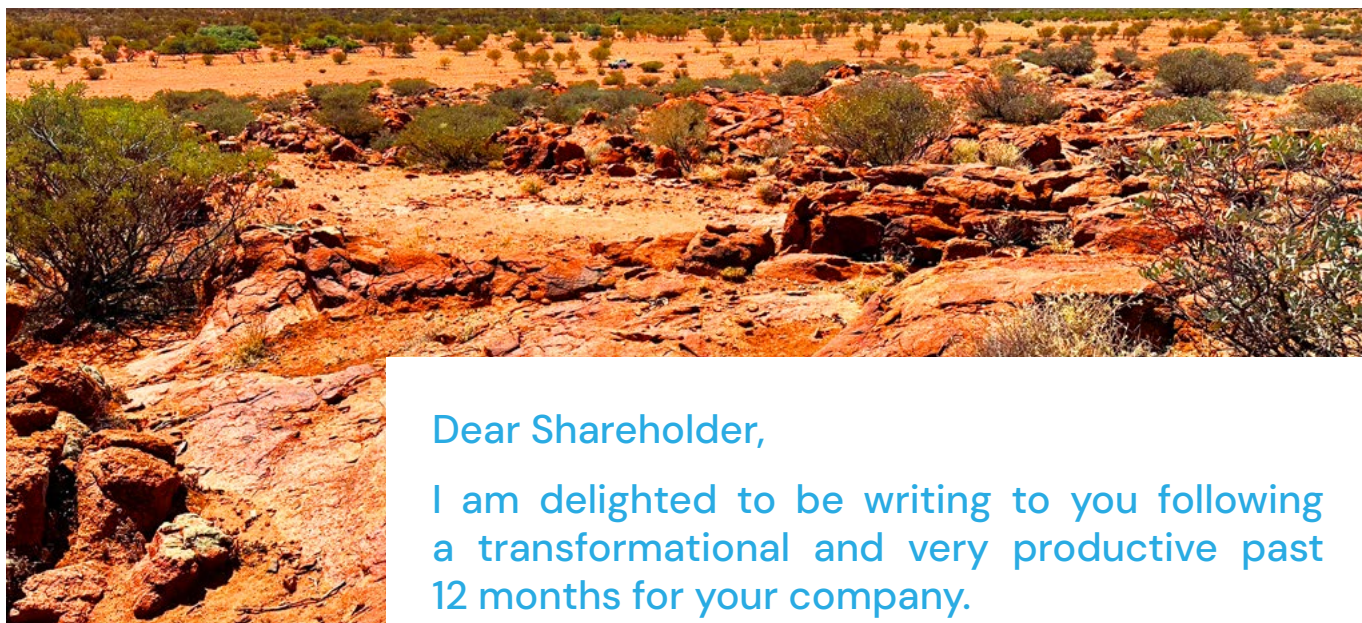 Dear Shareholder,
I am delighted to be writing to you following
a transformational and very productive past
12 months for your company.